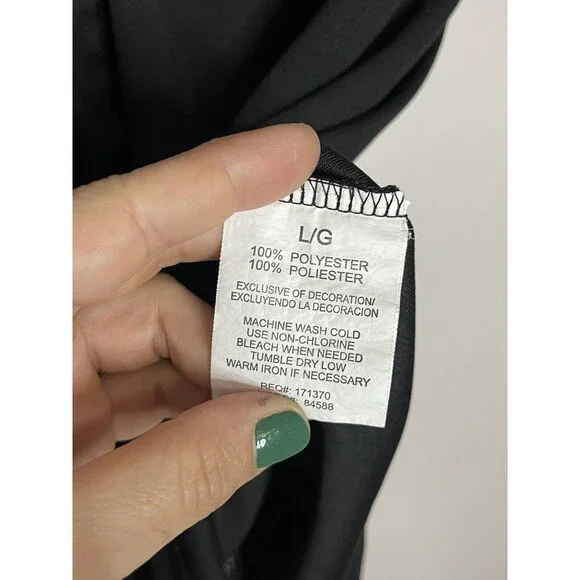 L/G
100% POLYESTER
100% POLIESTER
EXCLUSIVE OF DECORATION/
EXCLUYENDO LA DECORACION
MACHINE WASH COLD
USE NON-CHLORINE
BLEACH WHEN NEEDED
TUMBLE DRY LOW
WARM IRON IF NECESSARY
REQ#: 171370
#: 84588